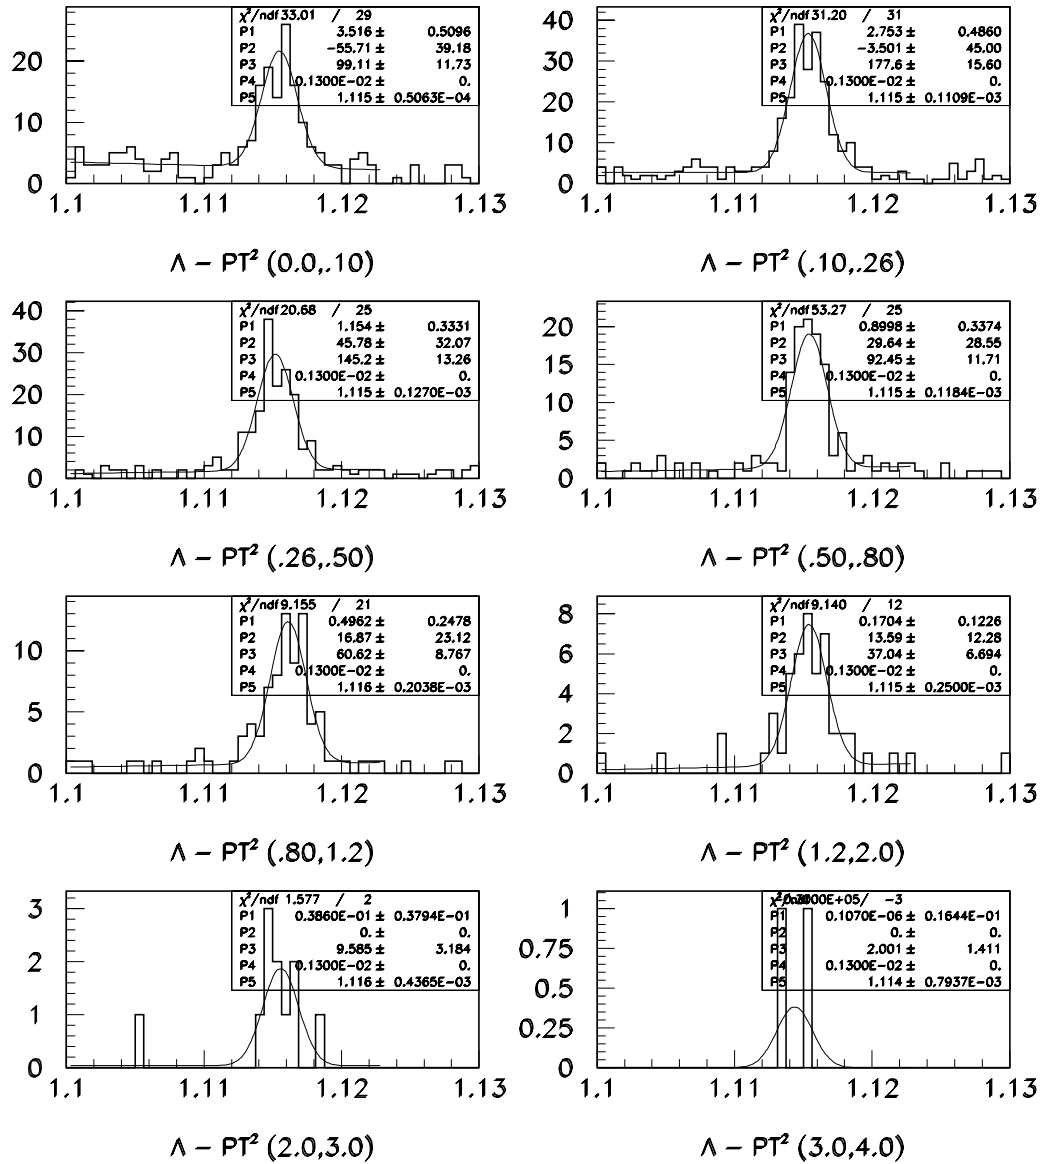 χ²/ndf 33.01 / 29
P1 3.516 ± 0.5096
P2 -55.71 ± 39.18
P3 99.11 ± 11.73
P4 0.1300E-02 ± 0.
P5 1.115 ± 0.5063E-04
20
10
0
1.1 1.11 1.12 1.13
Λ – PT² (0.0,.10)
χ²/ndf 31.20 / 31
P1 2.753 ± 0.4860
P2 -3.501 ± 45.00
P3 177.6 ± 15.60
P4 0.1300E-02 ± 0.
P5 1.115 ± 0.1109E-03
40
30
20
10
0
1.1 1.11 1.12 1.13
Λ – PT² (.10,.26)
χ²/ndf 20.68 / 25
P1 1.154 ± 0.3331
P2 45.78 ± 32.07
P3 145.2 ± 13.26
P4 0.1300E-02 ± 0.
P5 1.115 ± 0.1270E-03
40
30
20
10
0
1.1 1.11 1.12 1.13
Λ – PT² (.26,.50)
χ²/ndf 53.27 / 25
P1 0.8998 ± 0.3374
P2 29.64 ± 28.55
P3 92.45 ± 11.71
P4 0.1300E-02 ± 0.
P5 1.115 ± 0.1184E-03
20
15
10
5
0
1.1 1.11 1.12 1.13
Λ – PT² (.50,.80)
χ²/ndf 9.155 / 21
P1 0.4962 ± 0.2478
P2 16.87 ± 23.12
P3 60.62 ± 8.767
P4 0.1300E-02 ± 0.
P5 1.116 ± 0.2038E-03
10
5
0
1.1 1.11 1.12 1.13
Λ – PT² (.80,1.2)
χ²/ndf 9.140 / 12
P1 0.1704 ± 0.1226
P2 13.59 ± 12.28
P3 37.04 ± 6.694
P4 0.1300E-02 ± 0.
P5 1.115 ± 0.2500E-03
8
6
4
2
0
1.1 1.11 1.12 1.13
Λ – PT² (1.2,2.0)
χ²/ndf 1.577 / 2
P1 0.3860E-01 ± 0.3794E-01
P2 0. ± 0.
P3 9.585 ± 3.184
P4 0.1300E-02 ± 0.
P5 1.116 ± 0.4365E-03
3
2
1
0
1.1 1.11 1.12 1.13
Λ – PT² (2.0,3.0)
/ -3
P1 0.1070E-06 ± 0.1644E-01
P2 0. ± 0.
P3 2.001 ± 1.411
P4 0.1300E-02 ± 0.
P5 1.114 ± 0.7937E-03
1
0.75
0.5
0.25
0
1.1 1.11 1.12 1.13
Λ – PT² (3.0,4.0)